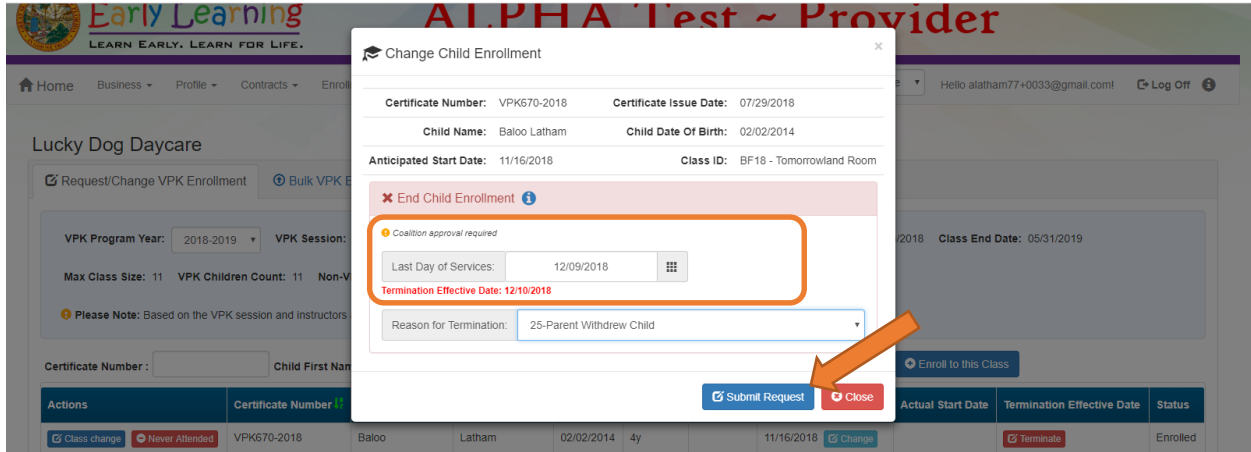 Early Learning
LEARN EARLY. LEARN FOR LIFE.
ALPHA Test ~ Provider
Home Business Profile Contracts Enroll
e Hello alatham77+0033@gmail.com! Log Off
Change Child Enrollment ×
Certificate Number: VPK670-2018 Certificate Issue Date: 07/29/2018
Child Name: Baloo Latham Child Date Of Birth: 02/02/2014
Anticipated Start Date: 11/16/2018 Class ID: BF18 - Tomorrowland Room
End Child Enrollment
Coalition approval required
Last Day of Services: 12/09/2018
Termination Effective Date: 12/10/2018
Reason for Termination: 25-Parent Withdrew Child
Submit Request Close
Lucky Dog Daycare
Request/Change VPK Enrollment Bulk VPK E
VPK Program Year: 2018-2019 VPK Session: /2018 Class End Date: 05/31/2019
Max Class Size: 11 VPK Children Count: 11 Non-V
Please Note: Based on the VPK session and instructors
Certificate Number : Child First Nam Enroll to this Class
Actions Certificate Number Actual Start Date Termination Effective Date Status
Class change Never Attended VPK670-2018 Baloo Latham 02/02/2014 4y 11/16/2018 Change Terminate Enrolled